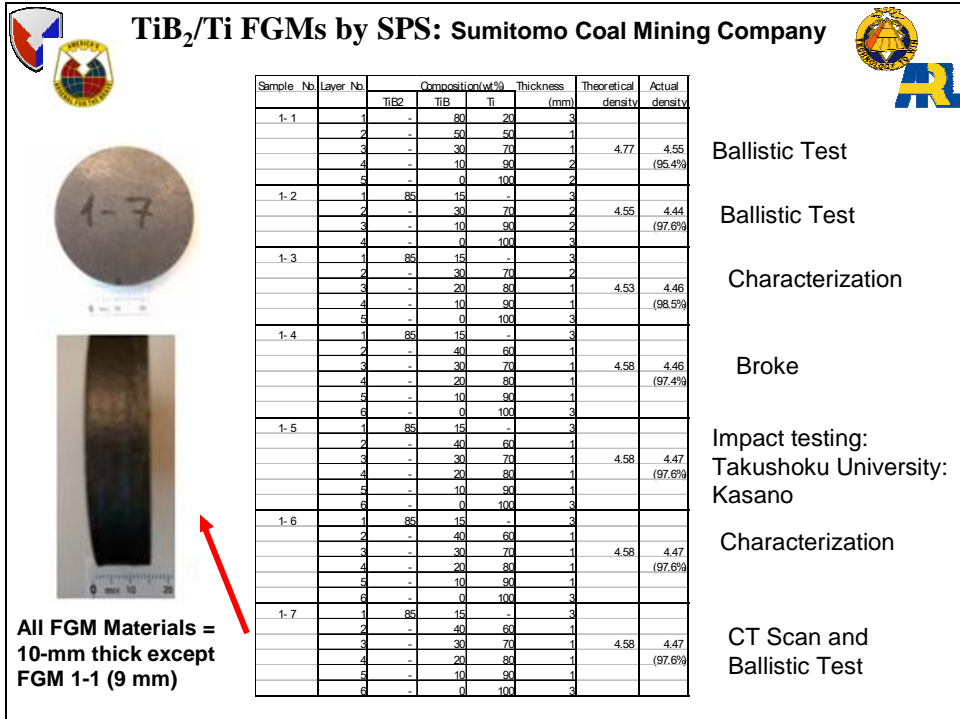 TiB2/Ti FGMs by SPS: Sumitomo Coal Mining Company
AMERICA'S
ARSENAL FOR THE BRAVE
TECHNOLOGY TO WIN
ARL
Sample No. Layer No. Composition(wt%) Thickness Theoretical Actual
TiB2 TiB Ti (mm) density density
1- 1 1 - 80 20 3
2 - 50 50 1
3 - 30 70 1 4.77 4.55
4 - 10 90 2 (95.4%)
5 - 0 100 2
Ballistic Test
1- 2 1 85 15 - 3
2 - 30 70 2 4.55 4.44
3 - 10 90 2 (97.6%)
4 - 0 100 3
Ballistic Test
1- 3 1 85 15 - 3
2 - 30 70 2
3 - 20 80 1 4.53 4.46
4 - 10 90 1 (98.5%)
5 - 0 100 3
Characterization
1- 4 1 85 15 - 3
2 - 40 60 1
3 - 30 70 1 4.58 4.46
4 - 20 80 1 (97.4%)
5 - 10 90 1
6 - 0 100 3
Broke
1- 5 1 85 15 - 3
2 - 40 60 1
3 - 30 70 1 4.58 4.47
4 - 20 80 1 (97.6%)
5 - 10 90 1
6 - 0 100 3
Impact testing:
Takushoku University:
Kasano
1- 6 1 85 15 - 3
2 - 40 60 1
3 - 30 70 1 4.58 4.47
4 - 20 80 1 (97.6%)
5 - 10 90 1
6 - 0 100 3
Characterization
1- 7 1 85 15 - 3
2 - 40 60 1
3 - 30 70 1 4.58 4.47
4 - 20 80 1 (97.6%)
5 - 10 90 1
6 - 0 100 3
CT Scan and
Ballistic Test
1-7
0 mm 10 20
0 mm 10 20
All FGM Materials =
10-mm thick except
FGM 1-1 (9 mm)